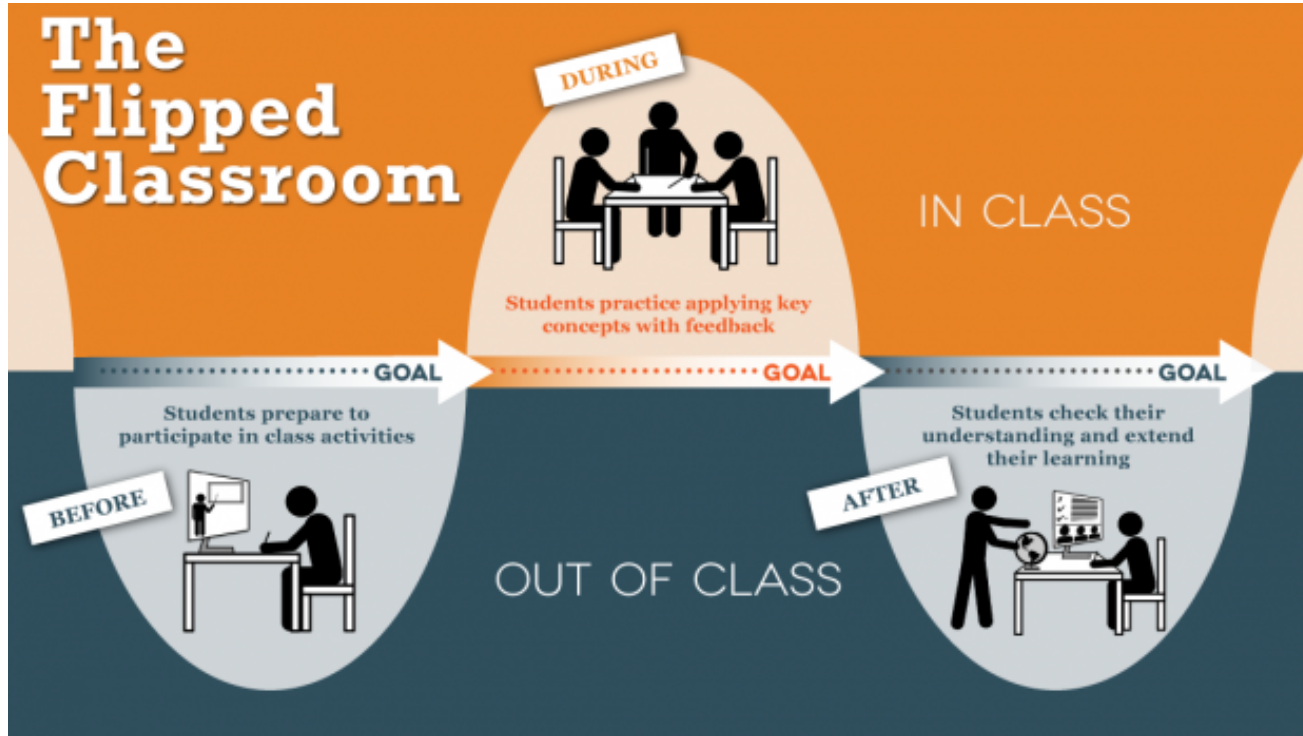 The
Flipped
Classroom
DURING
IN CLASS
Students practice applying key
concepts with feedback
GOAL
GOAL
GOAL
Students prepare to
participate in class activities
BEFORE
OUT OF CLASS
Students check their
understanding and extend
their learning
AFTER